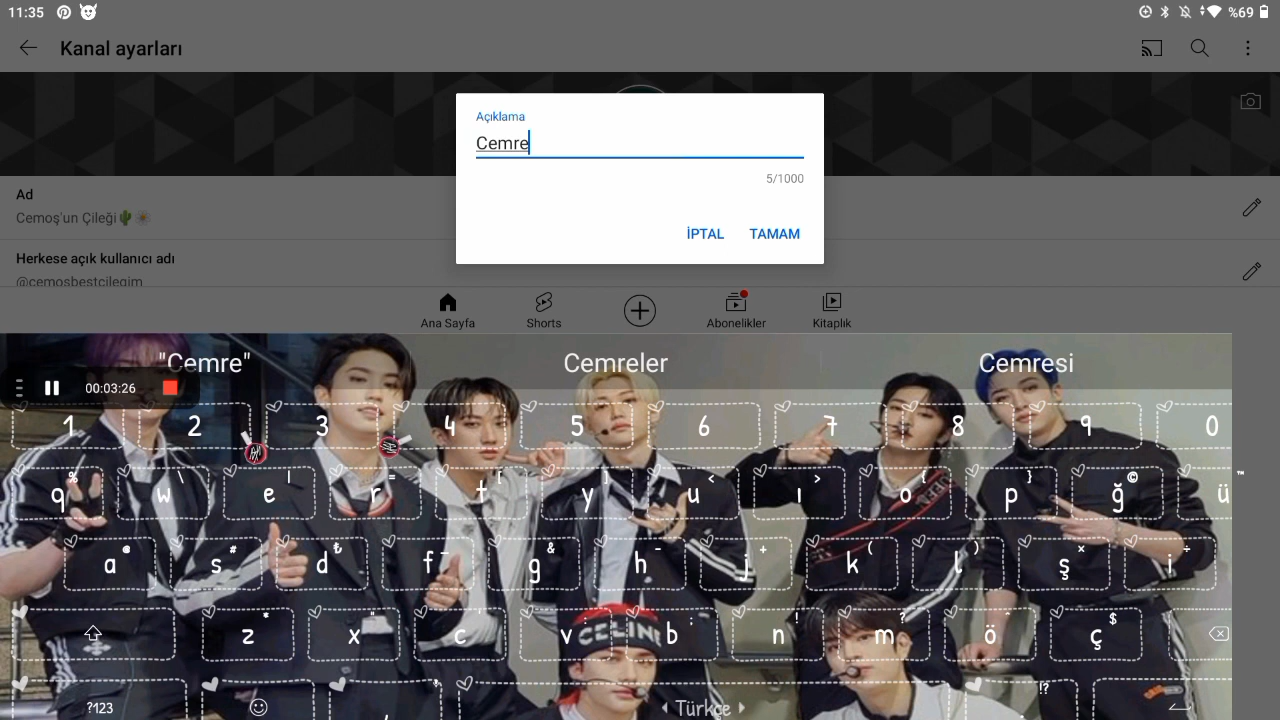 11:35
%69
Kanal ayarları
Açıklama
Cemre
5/1000
İPTAL
TAMAM
Ad
Cemoş'un Çileği🌵☀️
Herkese açık kullanıcı adı
@cemosbestcilegim
Ana Sayfa
Shorts
Abonelikler
Kitaplık
"Cemre"
Cemreler
Cemresi
00:03:26
1 2 3 4 5 6 7 8 9 0
q w e r t y u ı o p ğ ü
% \ | = [ ] < > { } © ™
a s d f g h j k l ş i
@ # ₺ _ & - + ( ) × ÷
z x c v b n m ö ç
* " ' : ; ! ? $
CELINE
?123
,
Türkçe
!?